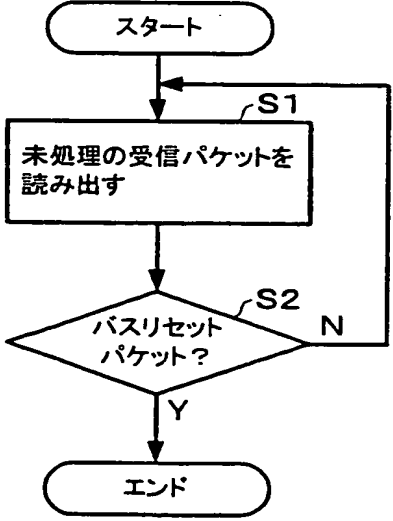 スタート
S1
未処理の受信パケットを
読み出す
S2
バスリセット
パケット？
N
Y
エンド